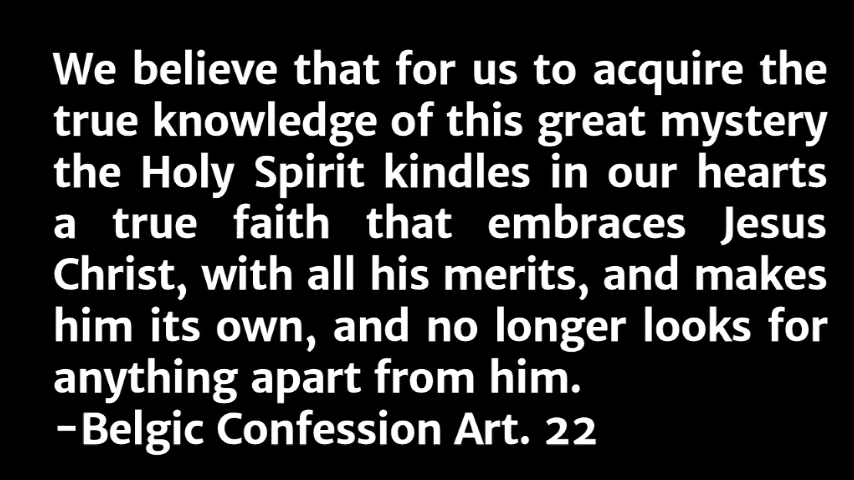 We believe that for us to acquire the
true knowledge of this great mystery
the Holy Spirit kindles in our hearts
a true faith that embraces Jesus
Christ, with all his merits, and makes
him its own, and no longer looks for
anything apart from him.
-Belgic Confession Art. 22